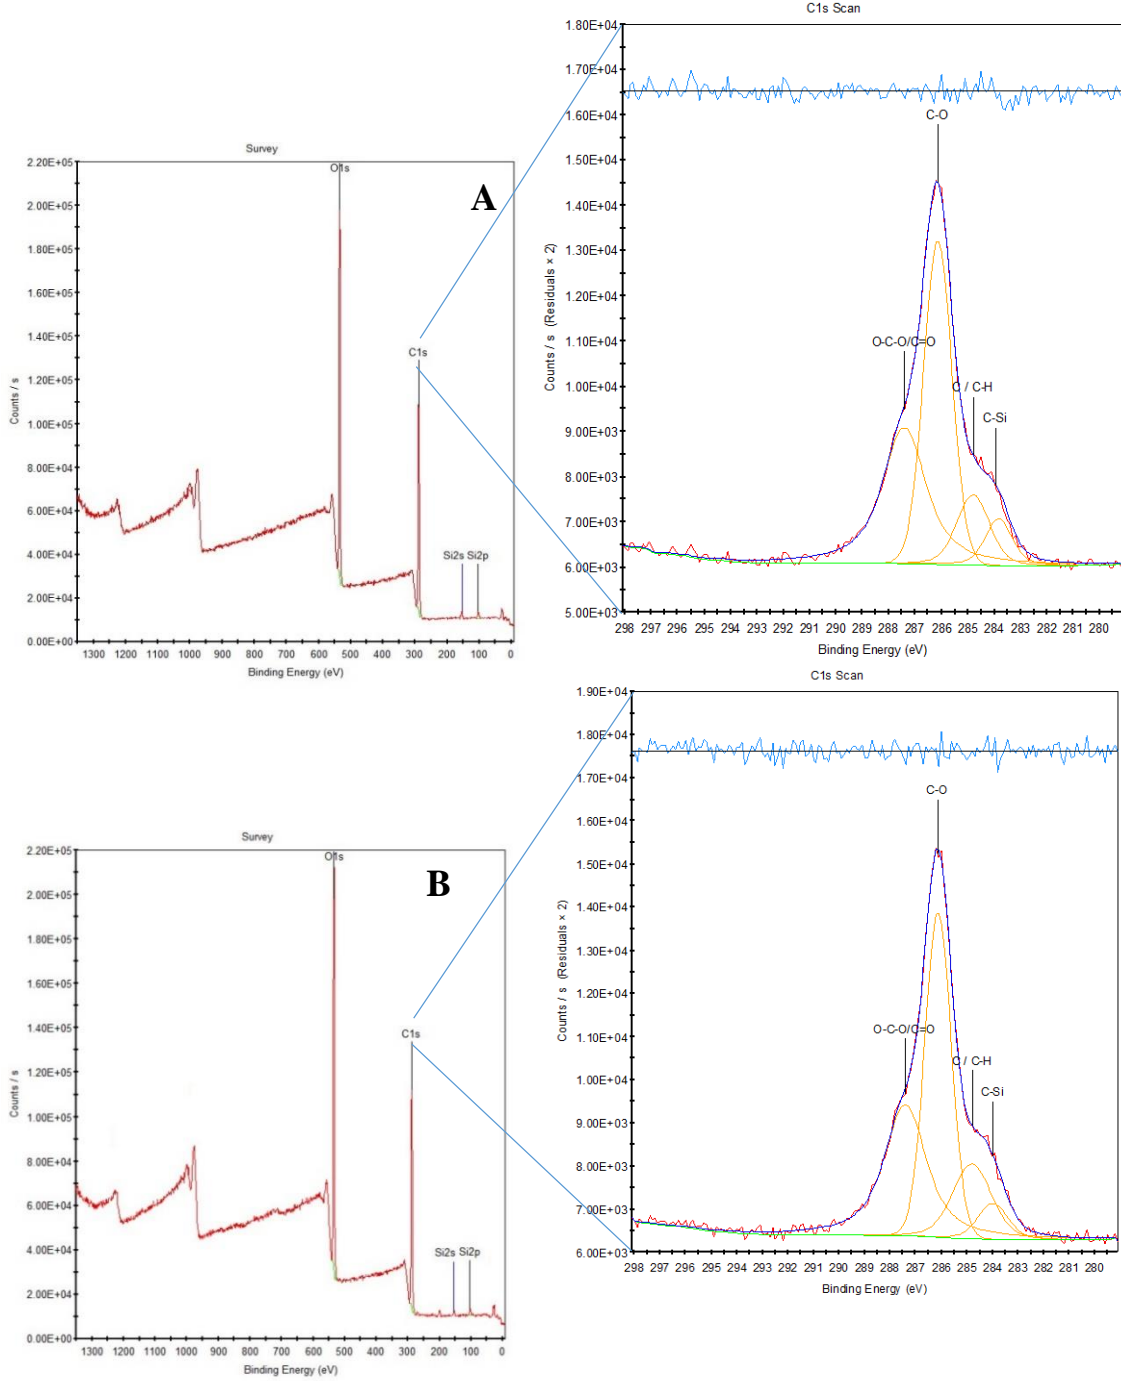 C1s Scan
1.80E+04
1.70E+04
1.60E+04
1.50E+04
1.40E+04
1.30E+04
1.20E+04
1.10E+04
1.00E+04
9.00E+03
8.00E+03
7.00E+03
6.00E+03
5.00E+03
Counts / s (Residuals × 2)
C-O
O-C-O/C=O
C / C-H
C-Si
298 297 296 295 294 293 292 291 290 289 288 287 286 285 284 283 282 281 280
Binding Energy (eV)
Survey
A
2.20E+05
2.00E+05
1.80E+05
1.60E+05
1.40E+05
1.20E+05
1.00E+05
8.00E+04
6.00E+04
4.00E+04
2.00E+04
0.00E+00
Counts / s
O1s
C1s
Si2s Si2p
1300 1200 1100 1000 900 800 700 600 500 400 300 200 100 0
Binding Energy (eV)
C1s Scan
1.90E+04
1.80E+04
1.70E+04
1.60E+04
1.50E+04
1.40E+04
1.30E+04
1.20E+04
1.10E+04
1.00E+04
9.00E+03
8.00E+03
7.00E+03
6.00E+03
Counts / s (Residuals × 2)
C-O
O-C-O/C=O
C / C-H
C-Si
298 297 296 295 294 293 292 291 290 289 288 287 286 285 284 283 282 281 280
Binding Energy (eV)
Survey
B
2.20E+05
2.00E+05
1.80E+05
1.60E+05
1.40E+05
1.20E+05
1.00E+05
8.00E+04
6.00E+04
4.00E+04
2.00E+04
0.00E+00
Counts / s
O1s
C1s
Si2s Si2p
1300 1200 1100 1000 900 800 700 600 500 400 300 200 100 0
Binding Energy (eV)